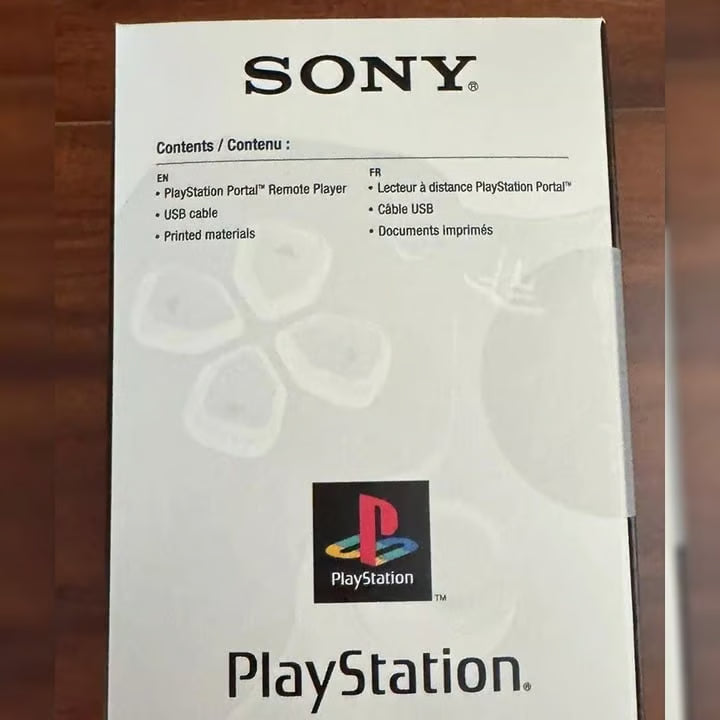 SONY®
Contents / Contenu :
EN
• PlayStation Portal™ Remote Player
• USB cable
• Printed materials
FR
• Lecteur à distance PlayStation Portal™
• Câble USB
• Documents imprimés
PlayStation
TM
PlayStation®